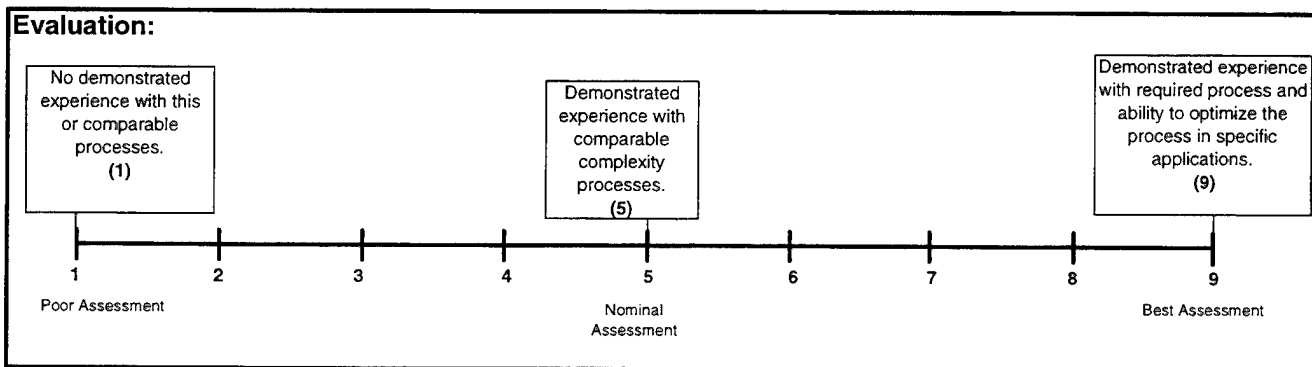 Evaluation:
No demonstrated
experience with this
or comparable
processes.
(1)
Demonstrated
experience with
comparable
complexity
processes.
(5)
Demonstrated experience
with required process and
ability to optimize the
process in specific
applications.
(9)
1
2
3
4
5
6
7
8
9
Poor Assessment
Nominal
Assessment
Best Assessment